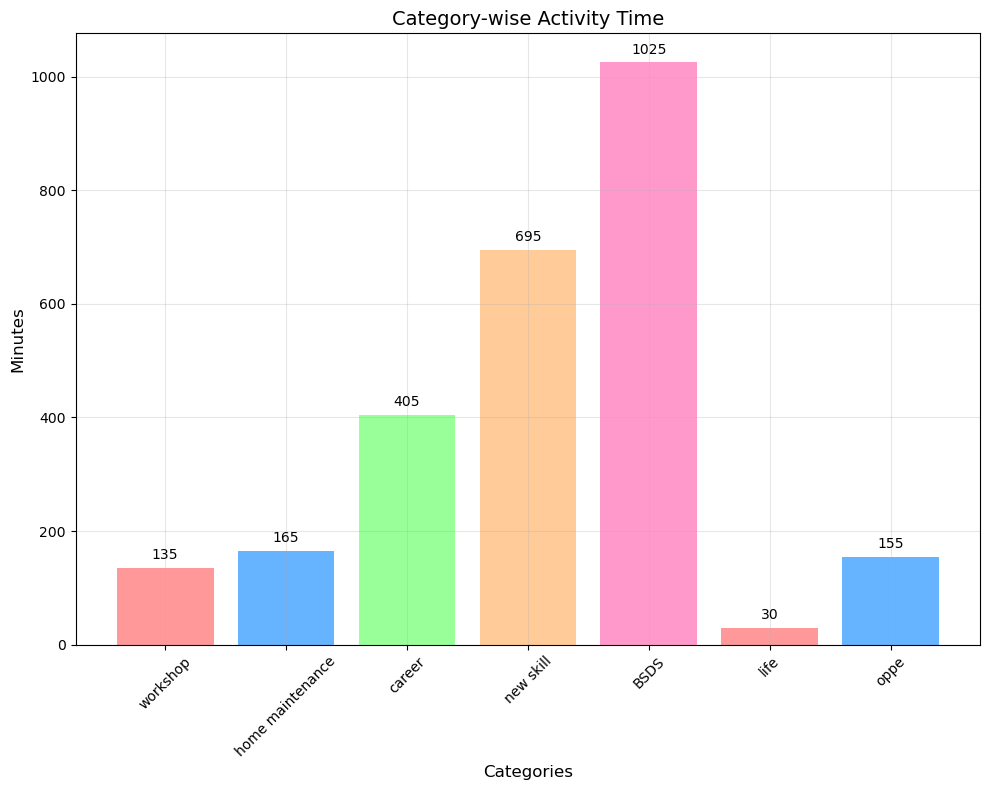 Category-wise Activity Time
1025
1000
800
695
600
405
400
200
165
155
135
30
0
Minutes
workshop
home maintenance
career
new skill
BSDS
life
oppe
Categories